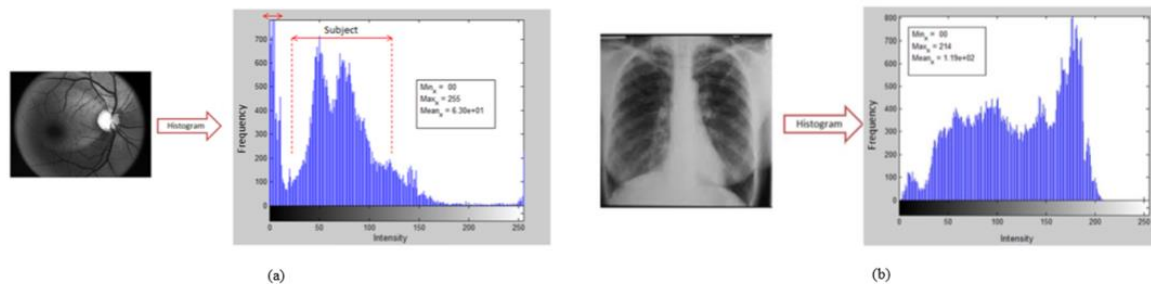 Subject
Histogram
Frequency
700
600
500
400
300
200
100
0
Min = 00
Max = 255
Mean = 6.30e+01
0 50 100 150 200 250
Intensity
(a)
Histogram
Frequency
800
700
600
500
400
300
200
100
0
Min = 00
Max = 214
Mean = 1.19e+02
0 50 100 150 200 250
Intensity
(b)